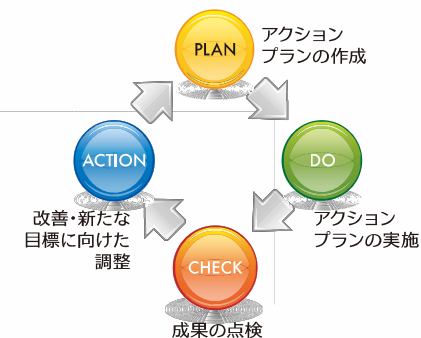 PLAN
アクション
プランの作成
DO
アクション
プランの実施
CHECK
成果の点検
ACTION
改善・新たな
目標に向けた
調整